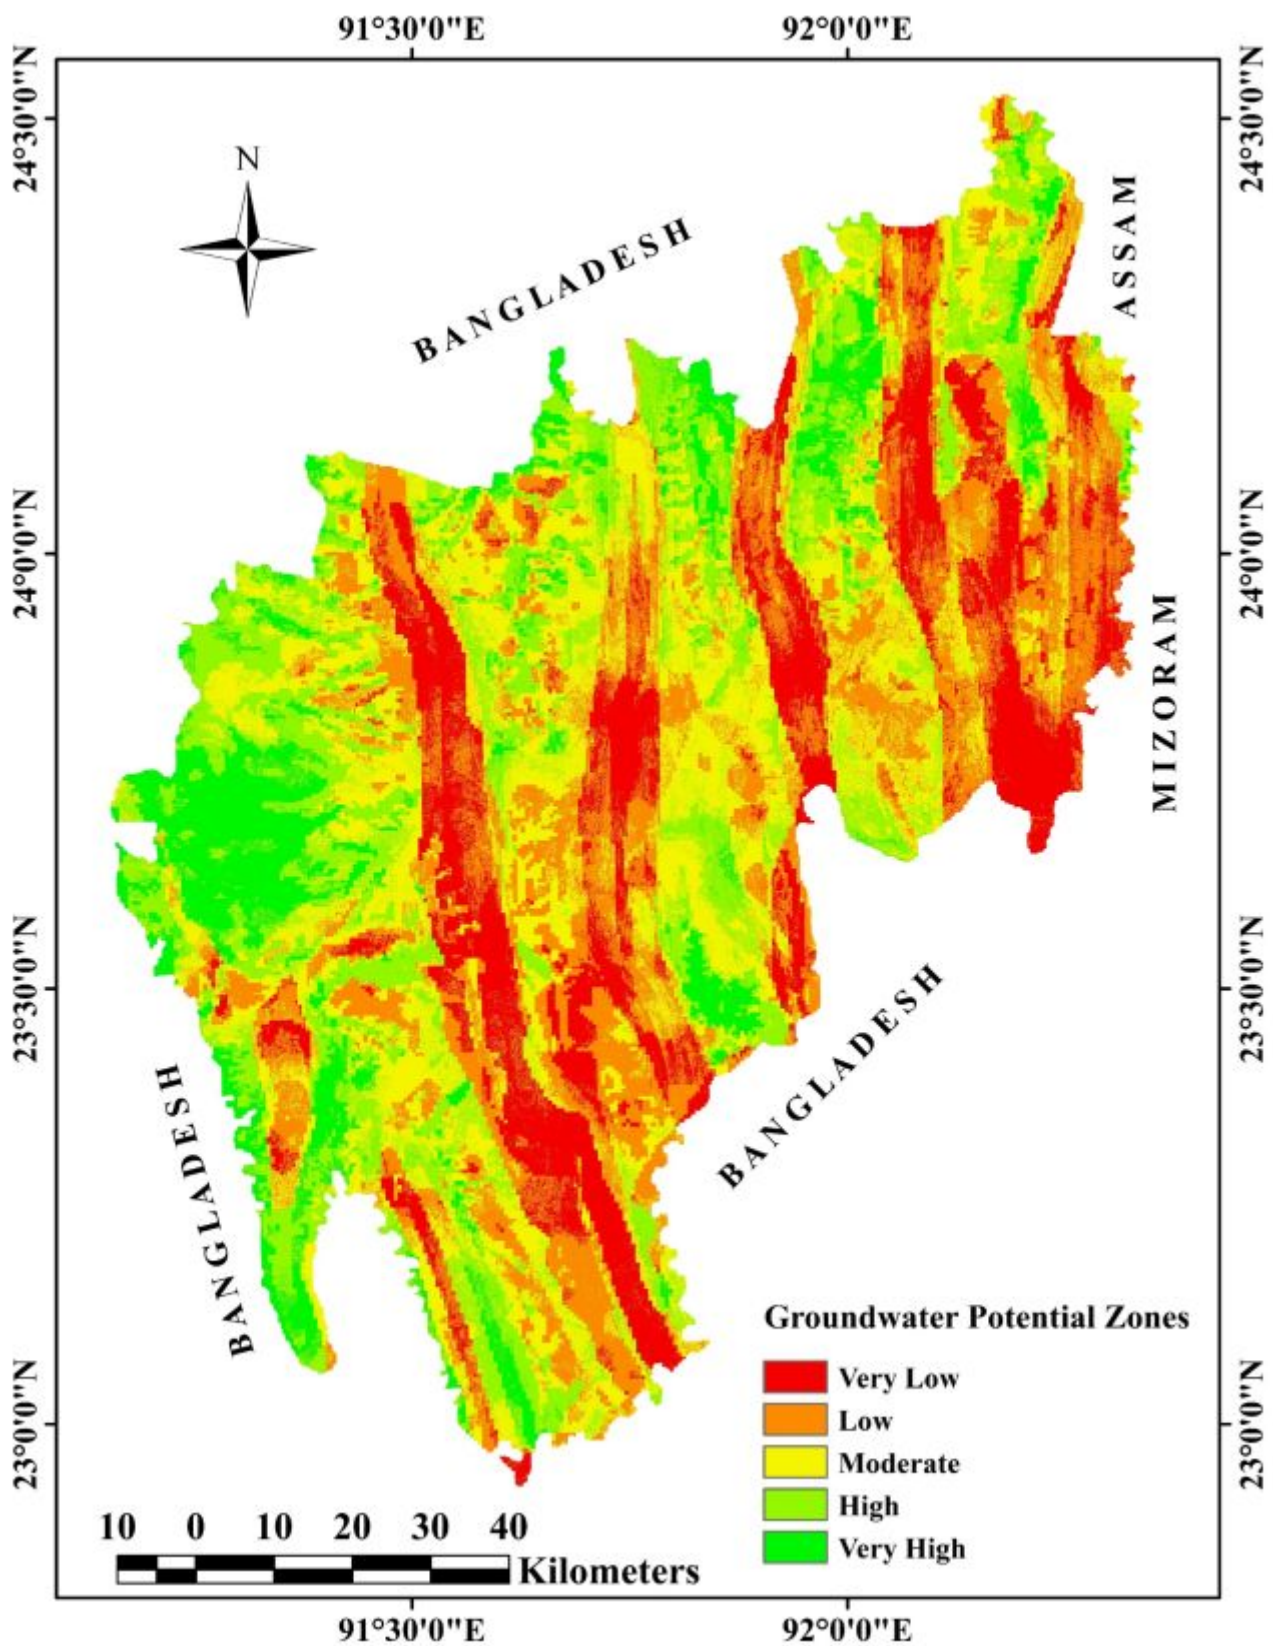 91°30'0"E
92°0'0"E
24°30'0"N
24°30'0"N
N
ASSAM
BANGLADESH
24°0'0"N
24°0'0"N
MIZORAM
23°30'0"N
23°30'0"N
BANGLADESH
BANGLADESH
Groundwater Potential Zones
Very Low
Low
Moderate
High
Very High
23°0'0"N
23°0'0"N
10 0 10 20 30 40
Kilometers
91°30'0"E
92°0'0"E